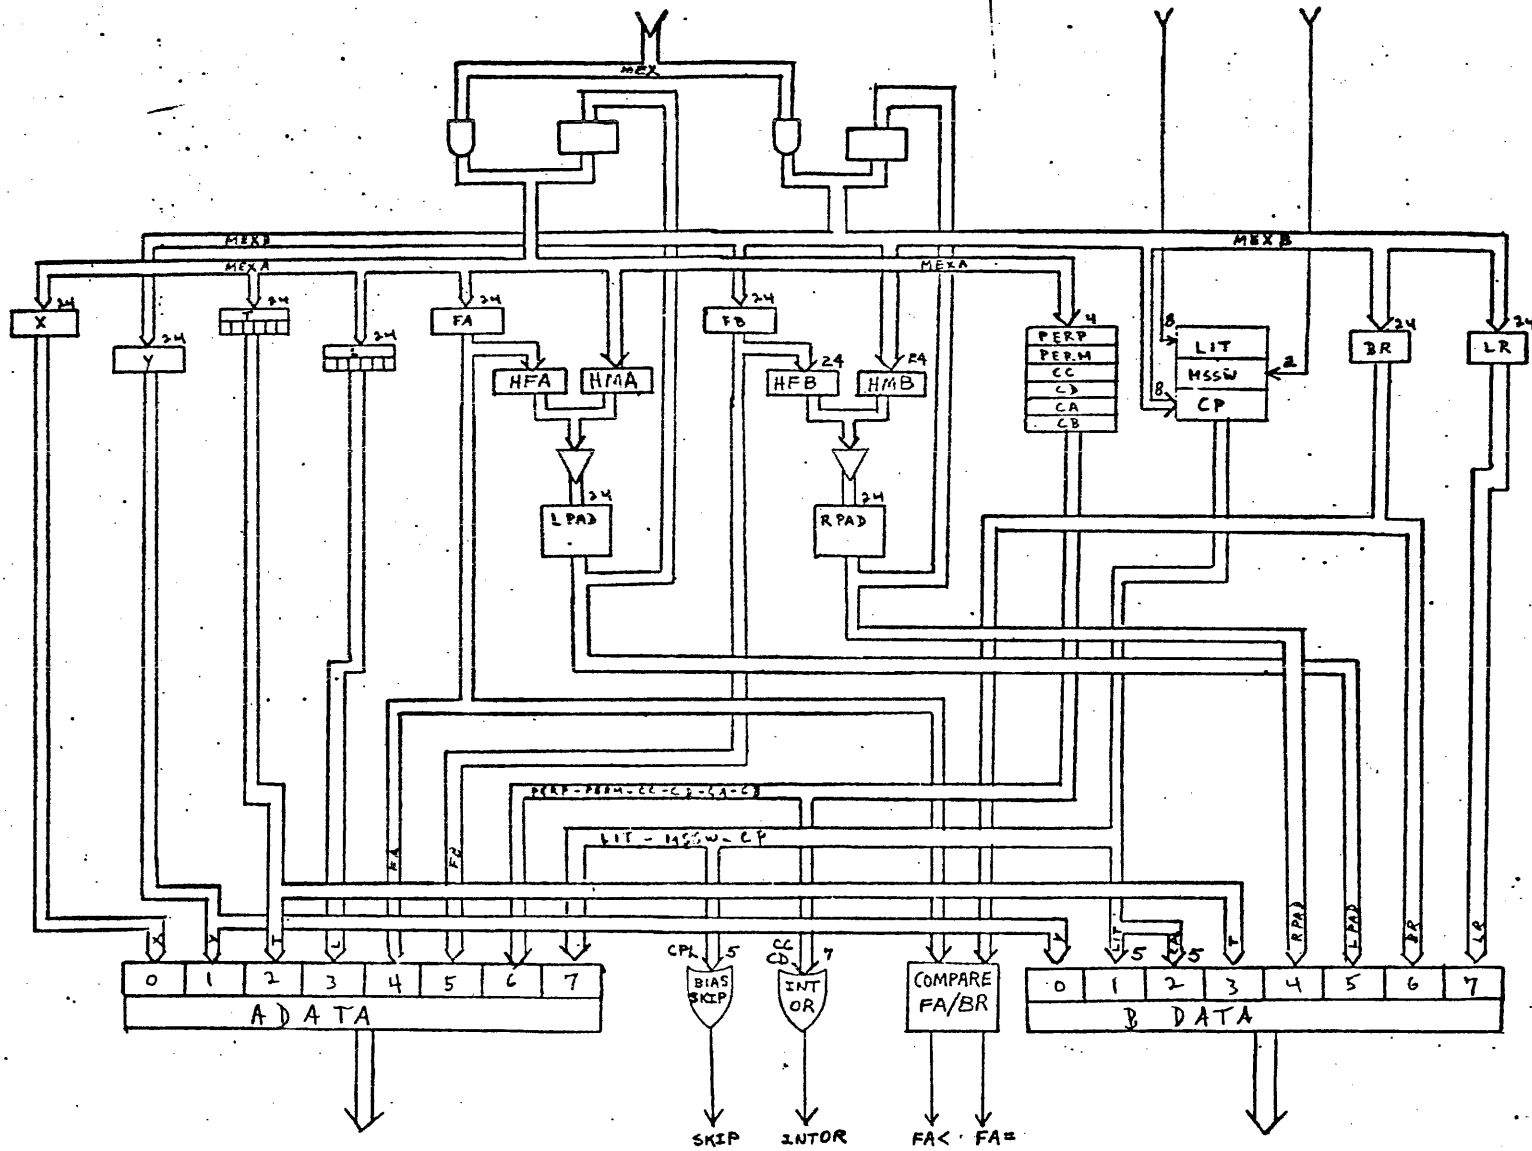 MEX
MEXB
MEXB
MEXA
MEXA
24
X
24
Y
24
T
24
L
24
FA
24
FB
4
PERP
PERM
CC
CD
CA
CB
8
LIT
MSSW
2
8
CP
24
BR
24
LR
HFA
HMA
24
HFB
24
HMB
24
LPAD
24
RPAD
PERP-PERM-CC-CD-CA-CB
LIT-MSSW-CP
X
Y
T
L
FA
FB
Y
LIT
5
CP
5
T
RPAD
LPAD
BR
LR
0 1 2 3 4 5 6 7
ADATA
CPL 5
BIAS
SKIP
CC
CD 7
INT
OR
COMPARE
FA/BR
0 1 2 3 4 5 6 7
B DATA
SKIP
INTOR
FA<
FA=